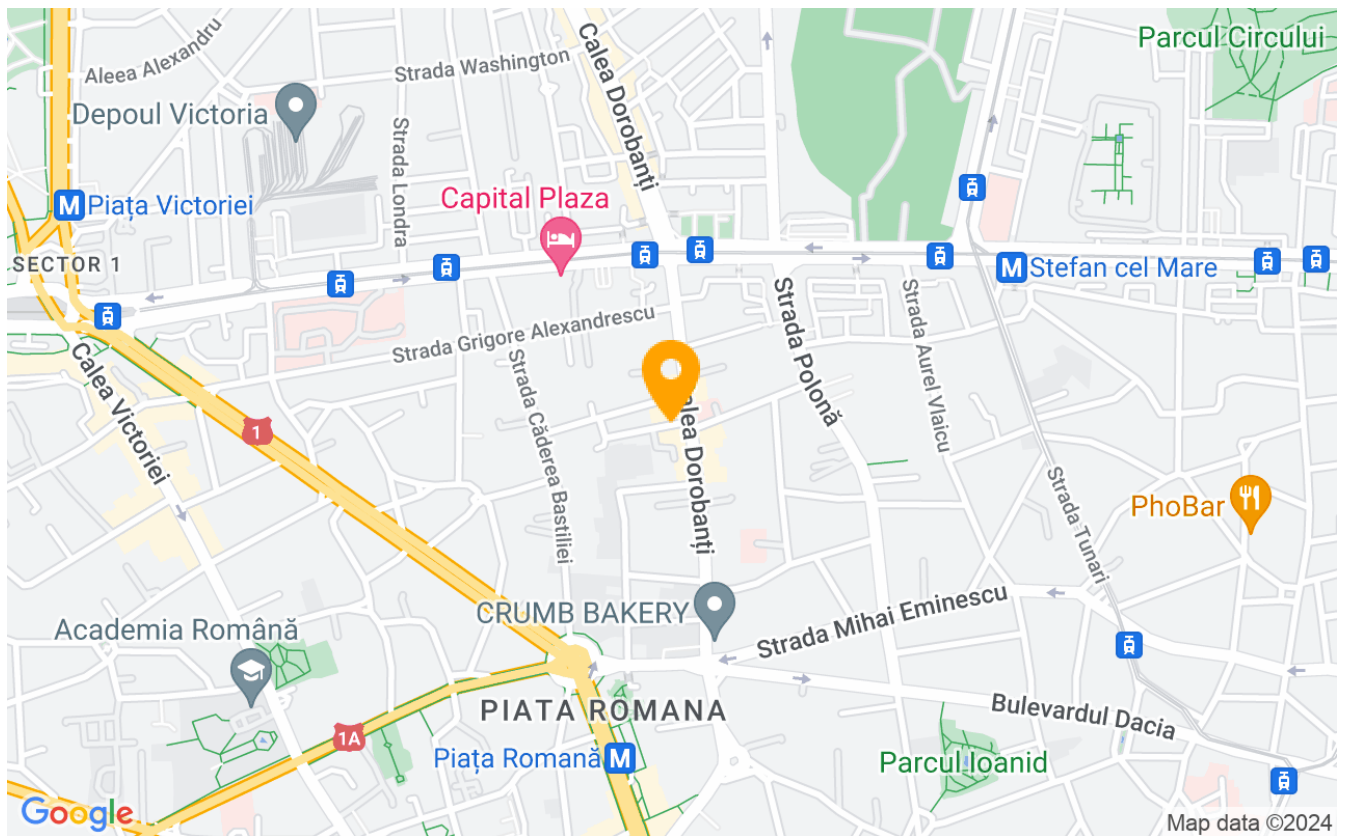 Parcul Circului
Aleea Alexandru
Strada Washington
Calea Dorobanți
Depoul Victoria
Strada Londra
Capital Plaza
M Piața Victoriei
SECTOR 1
M Stefan cel Mare
Strada Grigore Alexandrescu
Strada Polonă
Strada Aurel Vlaicu
Calea Victoriei
Strada Căderea Bastiliei
1
alea Dorobanți
Strada Tunari
PhoBar
CRUMB BAKERY
Strada Mihai Eminescu
Academia Română
PIATA ROMANA
Bulevardul Dacia
1A
Piața Romană M
Parcul Ioanid
Google
Map data ©2024